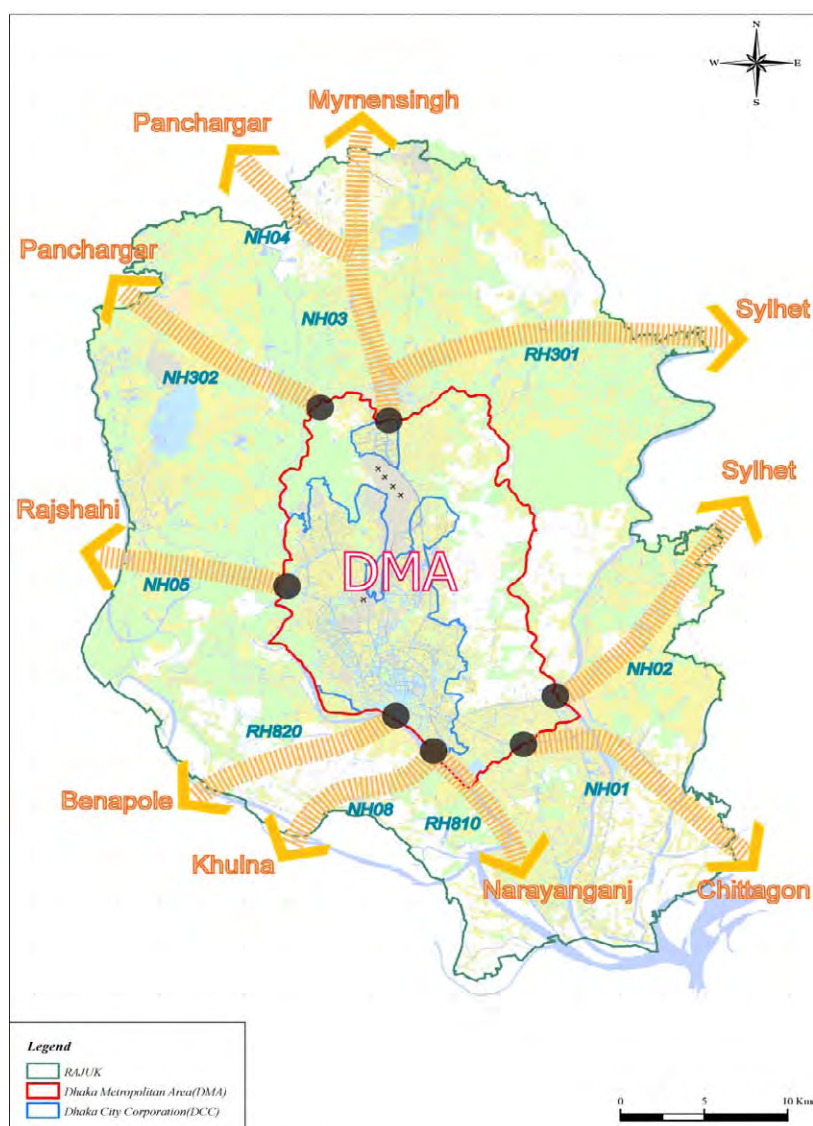 N
W E
S
Mymensingh
Panchargar
NH04
Panchargar
NH03
Sylhet
RH301
NH302
Sylhet
Rajshahi
DMA
NH05
NH02
RH820
NH01
Benapole
NH08
RH810
Khulna
Narayanganj
Chittagon
Legend
RAJUK
Dhaka Metropolitan Area(DMA)
Dhaka City Corporation(DCC)
0 5 10 Km